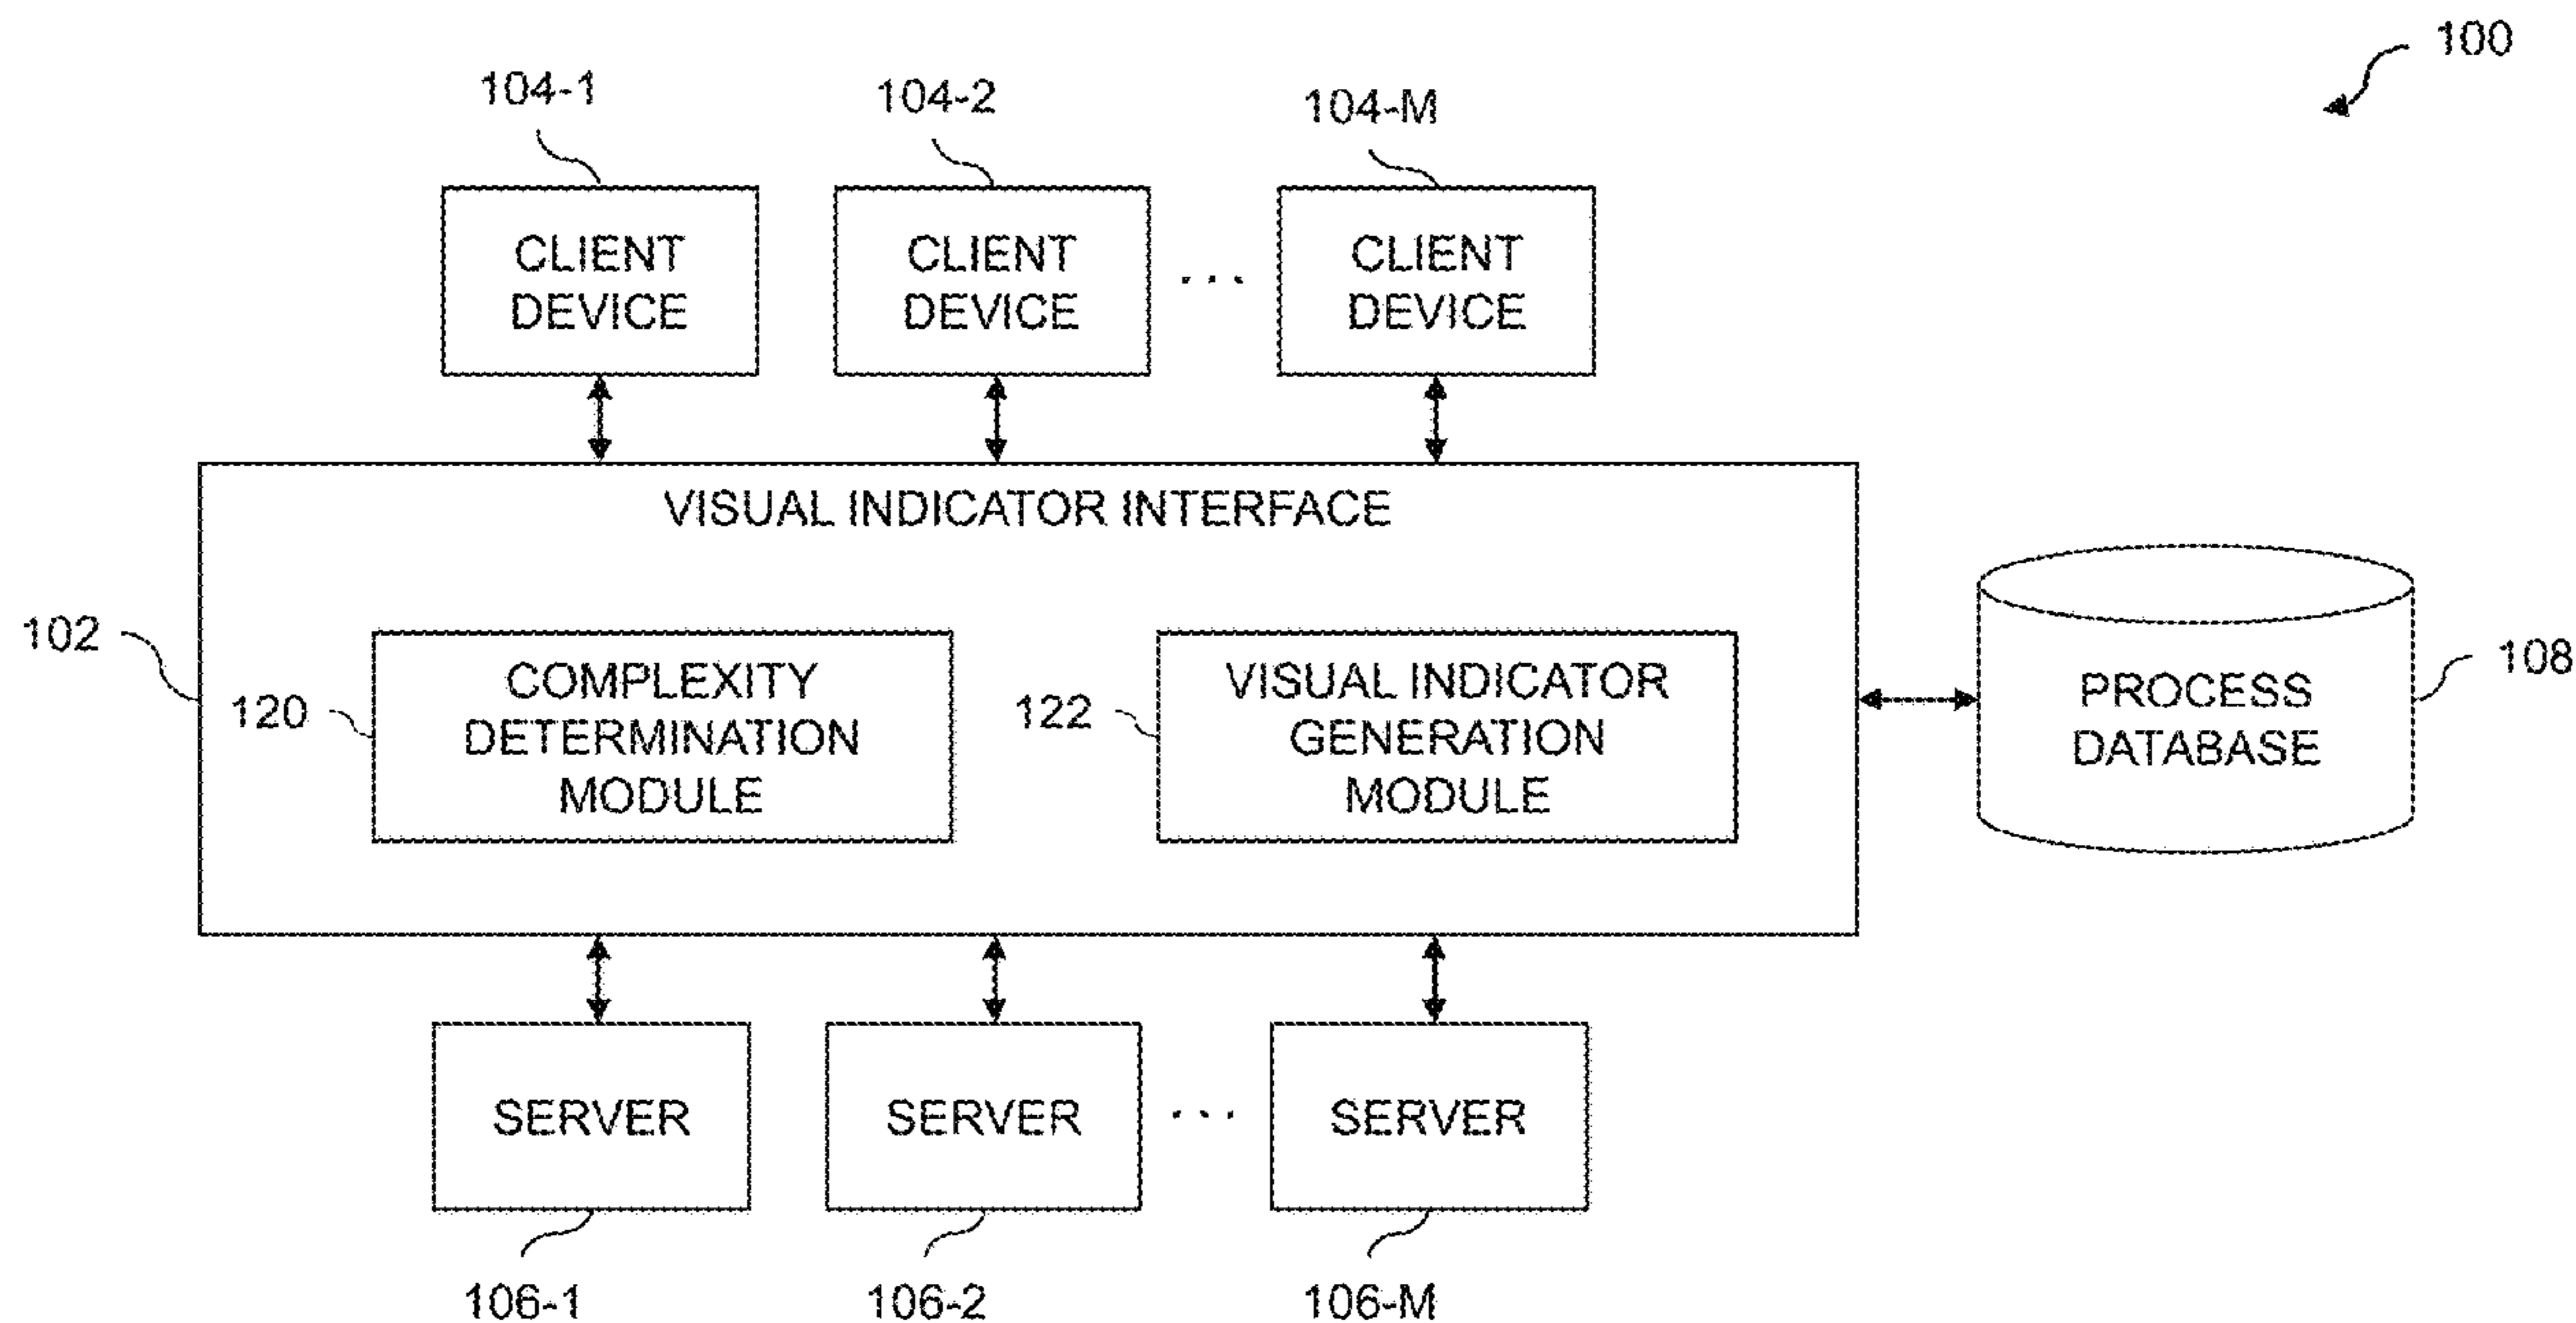 100
104-1
104-2
104-M
CLIENT
DEVICE
CLIENT
DEVICE
...
CLIENT
DEVICE
VISUAL INDICATOR INTERFACE
102
120
COMPLEXITY
DETERMINATION
MODULE
122
VISUAL INDICATOR
GENERATION
MODULE
PROCESS
DATABASE
108
SERVER
SERVER
...
SERVER
106-1
106-2
106-M